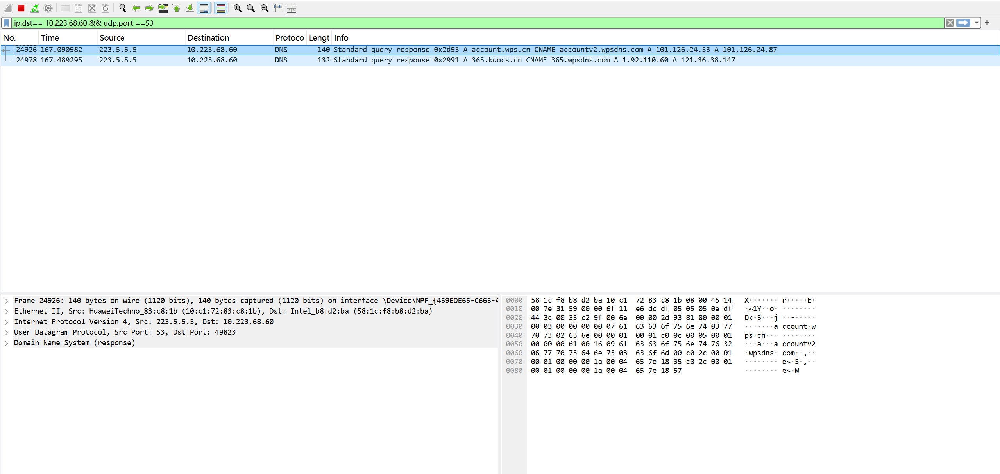 ip.dst== 10.223.68.60 && udp.port ==53
No. Time Source Destination Protoco Lengt Info
24926 167.090982 223.5.5.5 10.223.68.60 DNS 140 Standard query response 0x2d93 A account.wps.cn CNAME accountv2.wpsdns.com A 101.126.24.53 A 101.126.24.87
24978 167.489295 223.5.5.5 10.223.68.60 DNS 132 Standard query response 0x2991 A 365.kdocs.cn CNAME 365.wpsdns.com A 1.92.110.60 A 121.36.38.147
Frame 24926: 140 bytes on wire (1120 bits), 140 bytes captured (1120 bits) on interface \Device\NPF_{459EDE65-C663-4
Ethernet II, Src: HuaweiTechno_83:c8:1b (10:c1:72:83:c8:1b), Dst: Intel_b8:d2:ba (58:1c:f8:b8:d2:ba)
Internet Protocol Version 4, Src: 223.5.5.5, Dst: 10.223.68.60
User Datagram Protocol, Src Port: 53, Dst Port: 49823
Domain Name System (response)
0000 58 1c f8 b8 d2 ba 10 c1 72 83 c8 1b 08 00 45 14 X······· r·····E·
0010 00 7e 31 59 00 00 6f 11 e6 dc df 05 05 05 0a df ·~1Y··o· ········
0020 44 3c 00 35 c2 9f 00 6a 00 00 2d 93 81 80 00 01 D<·5···j ··-·····
0030 00 03 00 00 00 00 07 61 63 63 6f 75 6e 74 03 77 ·······a ccount·w
0040 70 73 02 63 6e 00 00 01 00 01 c0 0c 00 05 00 01 ps·cn··· ········
0050 00 00 00 61 00 16 09 61 63 63 6f 75 6e 74 76 32 ···a···a ccountv2
0060 06 77 70 73 64 6e 73 03 63 6f 6d 00 c0 2c 00 01 ·wpsdns· com··,··
0070 00 01 00 00 00 1a 00 04 65 7e 18 35 c0 2c 00 01 ········ e~·5·,··
0080 00 01 00 00 00 1a 00 04 65 7e 18 57 ········ e~·W